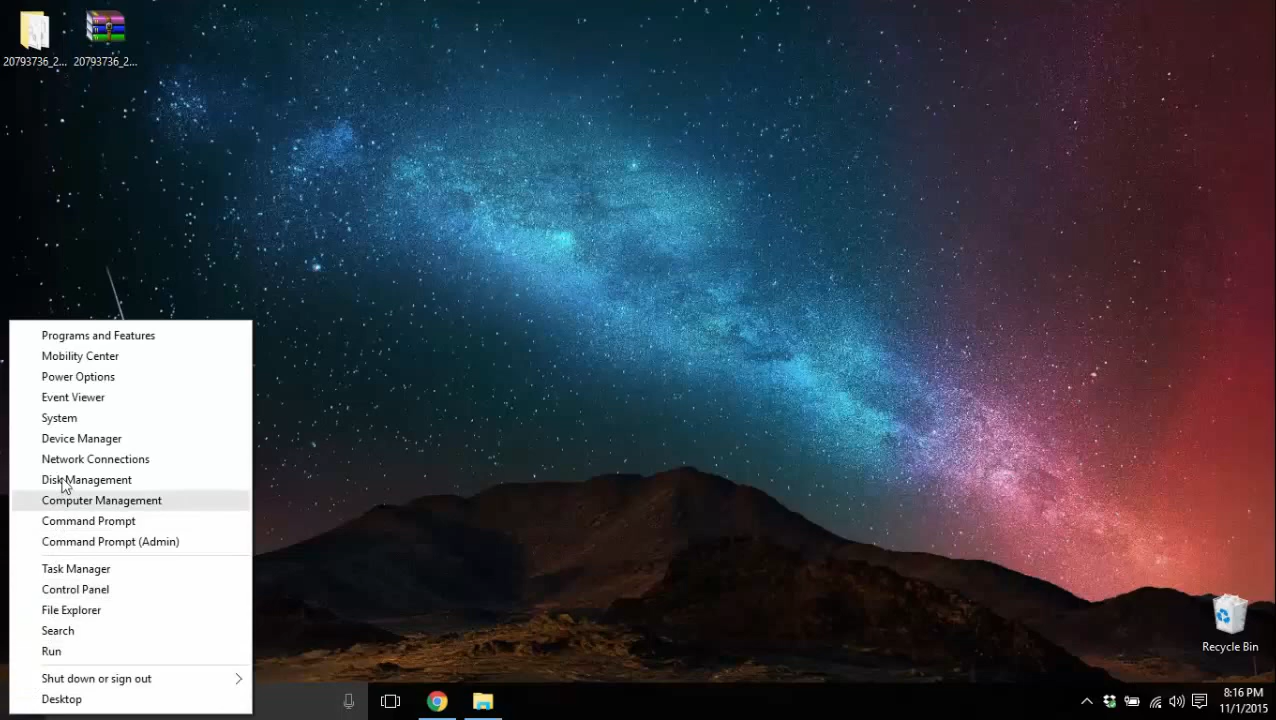 20793736_2... 20793736_2...
Programs and Features
Mobility Center
Power Options
Event Viewer
System
Device Manager
Network Connections
Disk Management
Computer Management
Command Prompt
Command Prompt (Admin)
Task Manager
Control Panel
File Explorer
Search
Run
Shut down or sign out
Desktop
Recycle Bin
8:16 PM
11/1/2015